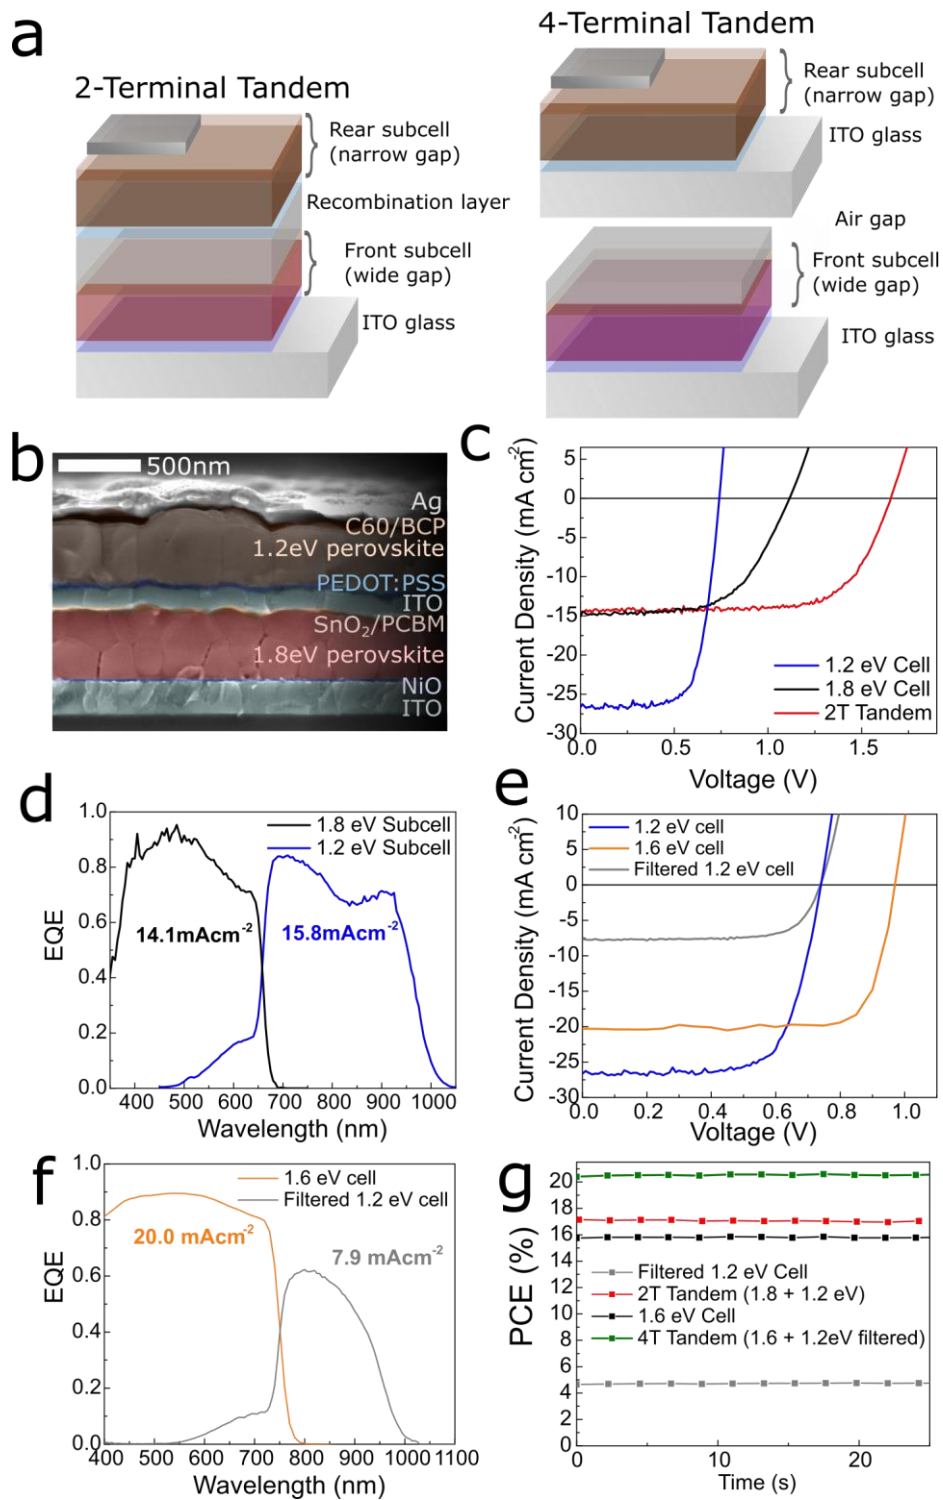 a
2-Terminal Tandem
Rear subcell
(narrow gap)
Recombination layer
Front subcell
(wide gap)
ITO glass
4-Terminal Tandem
Rear subcell
(narrow gap)
ITO glass
Air gap
Front subcell
(wide gap)
ITO glass
b
500nm
Ag
C60/BCP
1.2eV perovskite
PEDOT:PSS
ITO
SnO₂/PCBM
1.8eV perovskite
NiO
ITO
c
Current Density (mA cm⁻²)
5
0
-5
-10
-15
-20
-25
-30
0.0 0.5 1.0 1.5
Voltage (V)
1.2 eV Cell
1.8 eV Cell
2T Tandem
d
EQE
1.0
0.8
0.6
0.4
0.2
0.0
400 500 600 700 800 900 1000
Wavelength (nm)
1.8 eV Subcell
1.2 eV Subcell
14.1mAcm⁻² 15.8mAcm⁻²
e
Current Density (mA cm⁻²)
10
5
0
-5
-10
-15
-20
-25
-30
0.0 0.2 0.4 0.6 0.8 1.0
Voltage (V)
1.2 eV cell
1.6 eV cell
Filtered 1.2 eV cell
f
EQE
1.0
0.8
0.6
0.4
0.2
0.0
400 500 600 700 800 900 1000 1100
Wavelength (nm)
1.6 eV cell
Filtered 1.2 eV cell
20.0 mAcm⁻²
7.9 mAcm⁻²
g
PCE (%)
20
18
16
14
12
10
8
6
4
2
0
0 10 20
Time (s)
Filtered 1.2 eV Cell
2T Tandem (1.8 + 1.2 eV)
1.6 eV Cell
4T Tandem (1.6 + 1.2eV filtered)